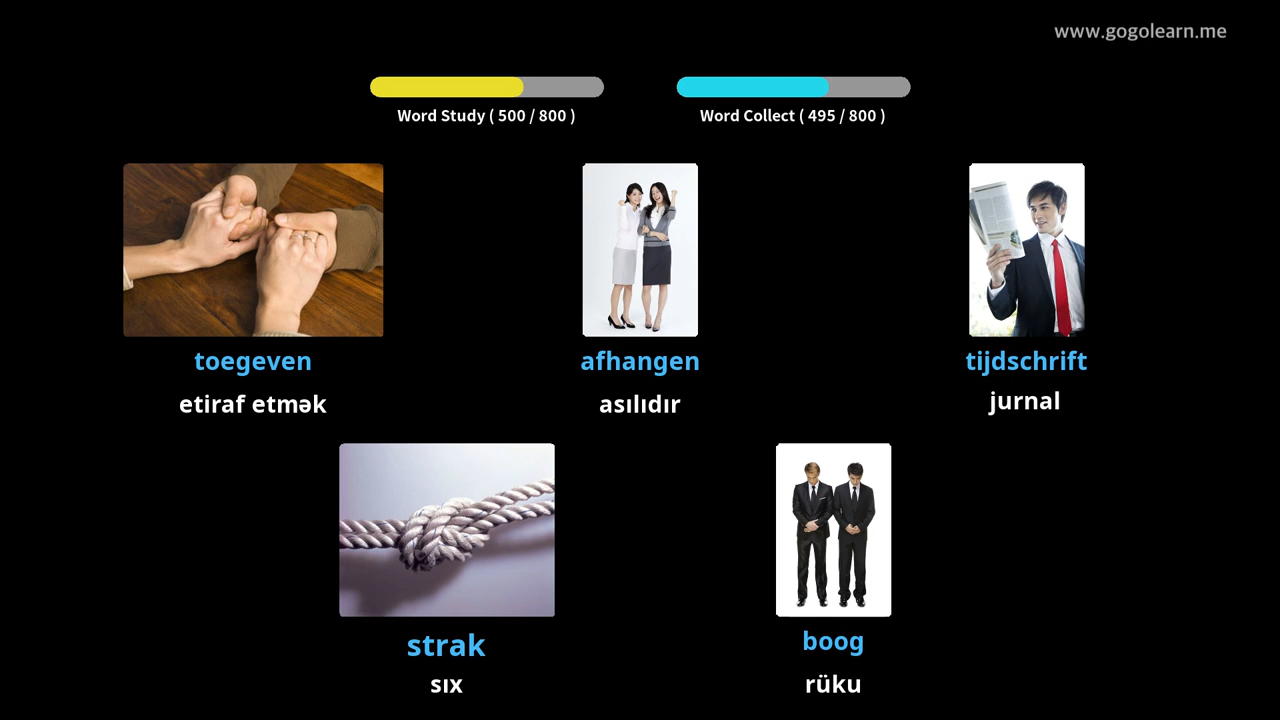 www.gogolearn.me
Word Study ( 500 / 800 )
Word Collect ( 495 / 800 )
toegeven
etiraf etmək
afhangen
asılıdır
tijdschrift
jurnal
strak
sıx
boog
rüku